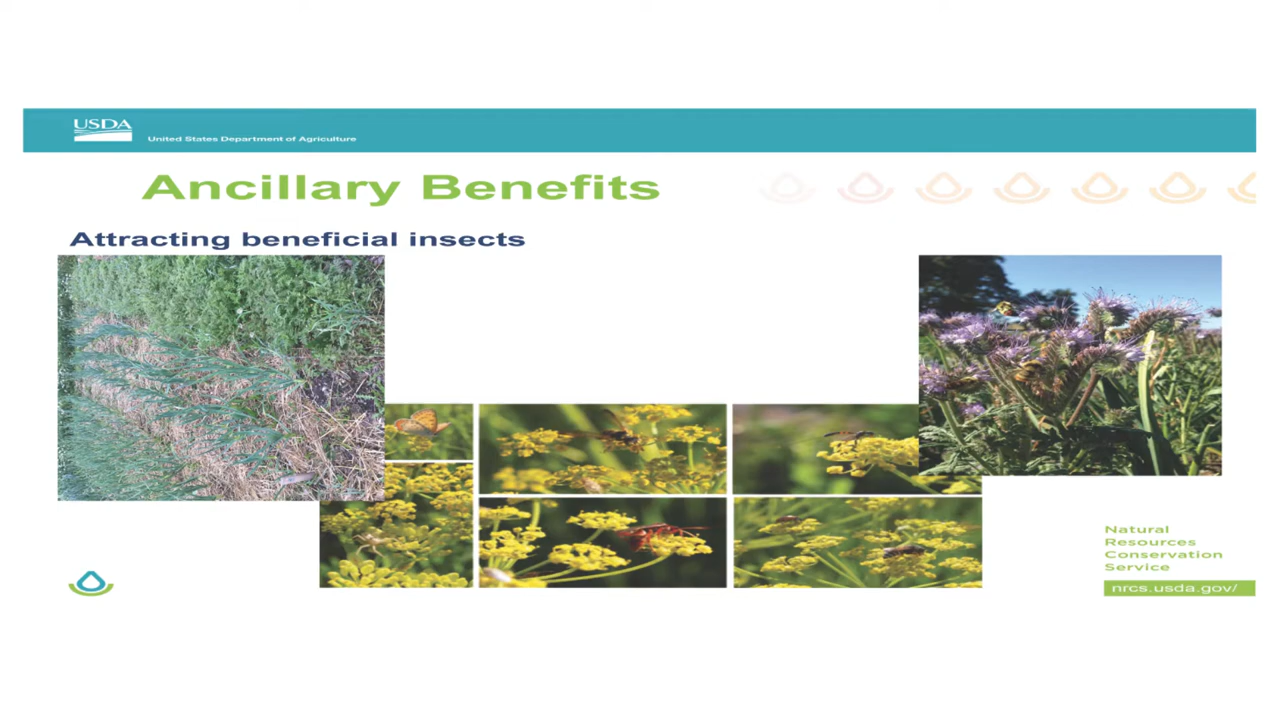 USDA
United States Department of Agriculture
Ancillary Benefits
Attracting beneficial insects
Natural
Resources
Conservation
Service
nrcs.usda.gov/